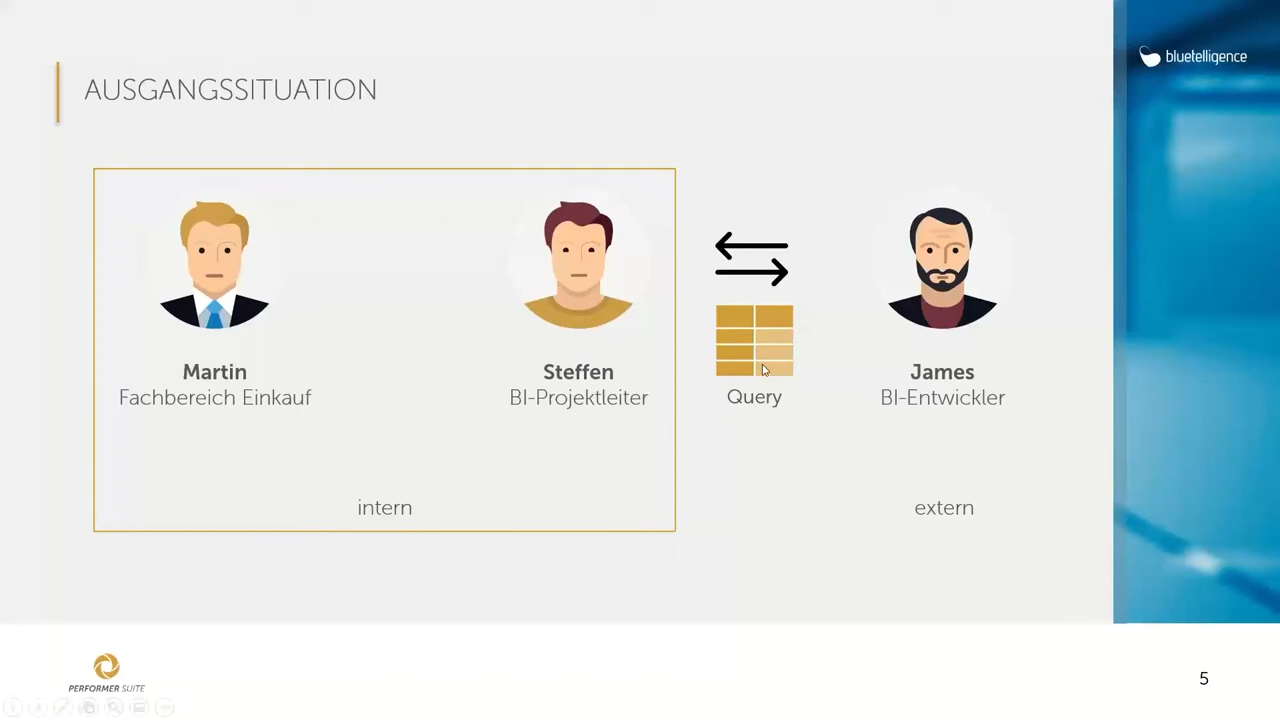 bluetelligence
AUSGANGSSITUATION
Martin
Fachbereich Einkauf
Steffen
BI-Projektleiter
Query
James
BI-Entwickler
intern
extern
PERFORMER SUITE
5